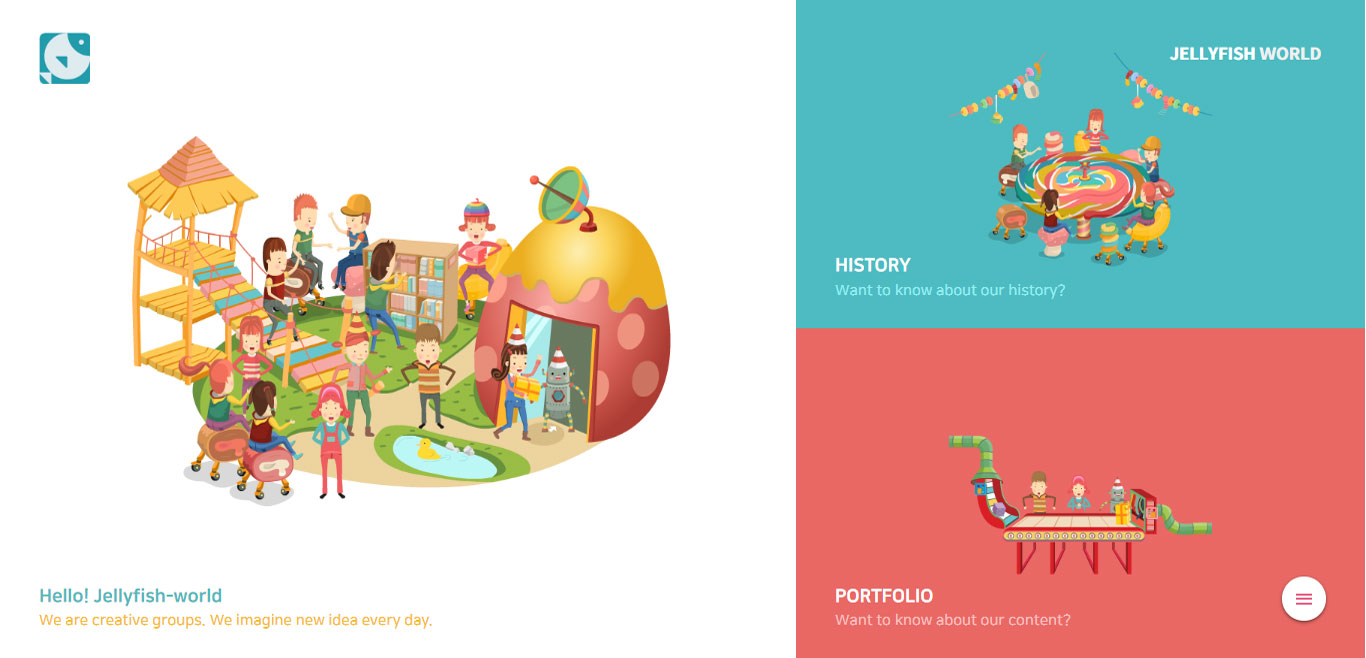 JELLYFISH WORLD
HISTORY
Want to know about our history?
Hello! Jellyfish-world
We are creative groups. We imagine new idea every day.
PORTFOLIO
Want to know about our content?